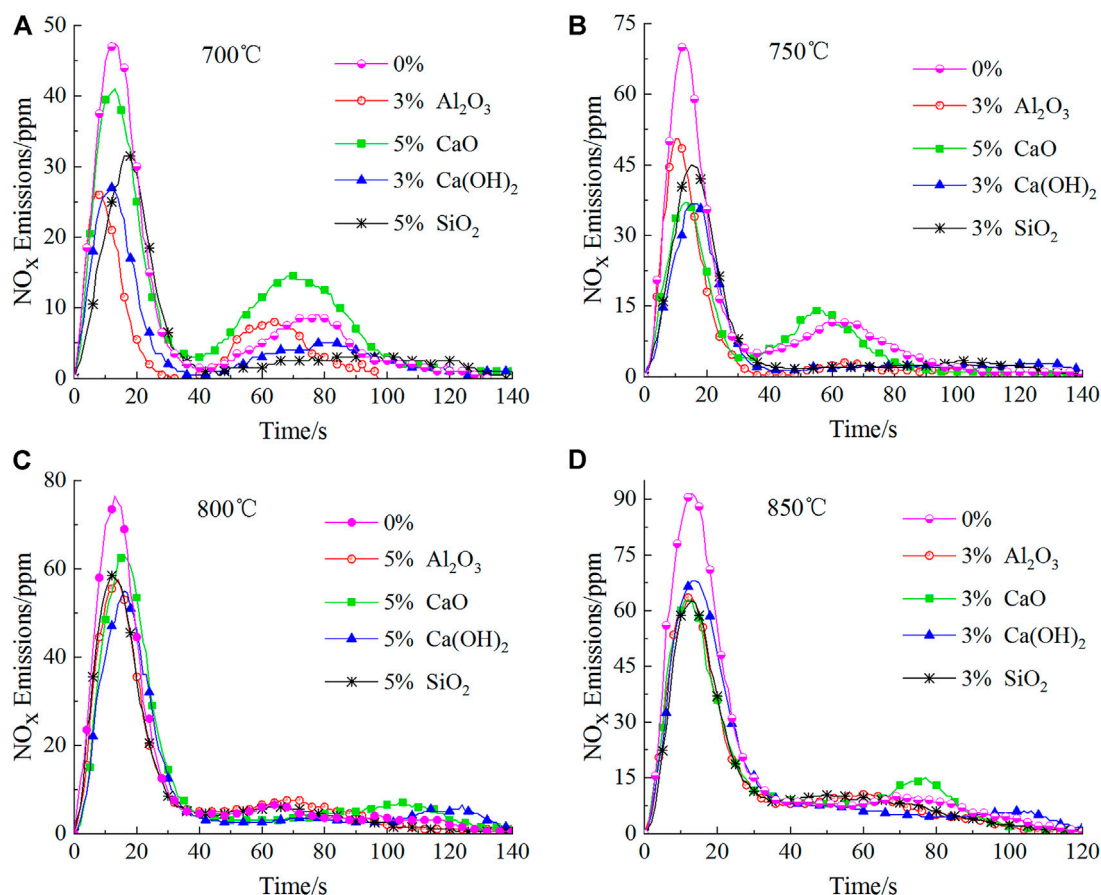 A
700℃
0%
3% Al₂O₃
5% CaO
3% Ca(OH)₂
5% SiO₂
NOX Emissions/ppm
50
40
30
20
10
0
0 20 40 60 80 100 120 140
Time/s
B
750℃
0%
3% Al₂O₃
5% CaO
3% Ca(OH)₂
3% SiO₂
NOX Emissions/ppm
75
60
45
30
15
0
0 20 40 60 80 100 120 140
Time/s
C
800℃
0%
5% Al₂O₃
5% CaO
5% Ca(OH)₂
5% SiO₂
NOX Emissions/ppm
80
60
40
20
0
0 20 40 60 80 100 120 140
Time/s
D
850℃
0%
3% Al₂O₃
3% CaO
3% Ca(OH)₂
3% SiO₂
NOX Emissions/ppm
90
75
60
45
30
15
0
0 20 40 60 80 100 120
Time/s